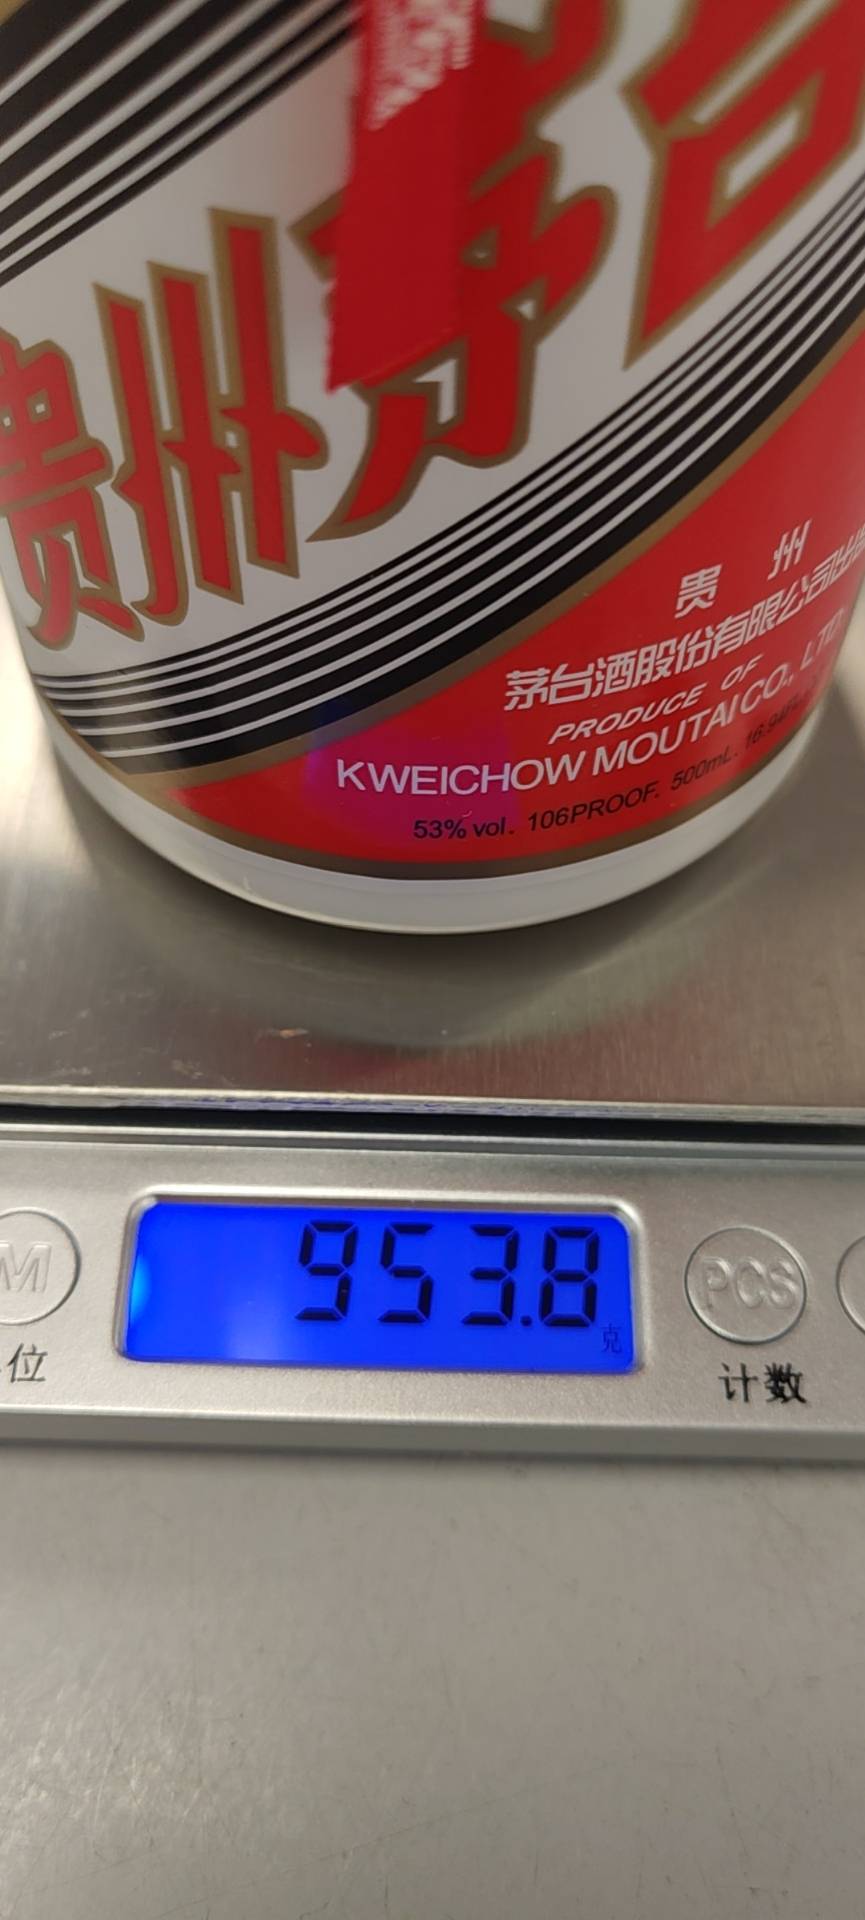 贵州茅台
贵州
茅台酒股份有限公司出
PRODUCE OF
KWEICHOW MOUTAI CO., LTD
53% vol. 106PROOF. 500mL.
953.8
克
M
PCS
位
计数